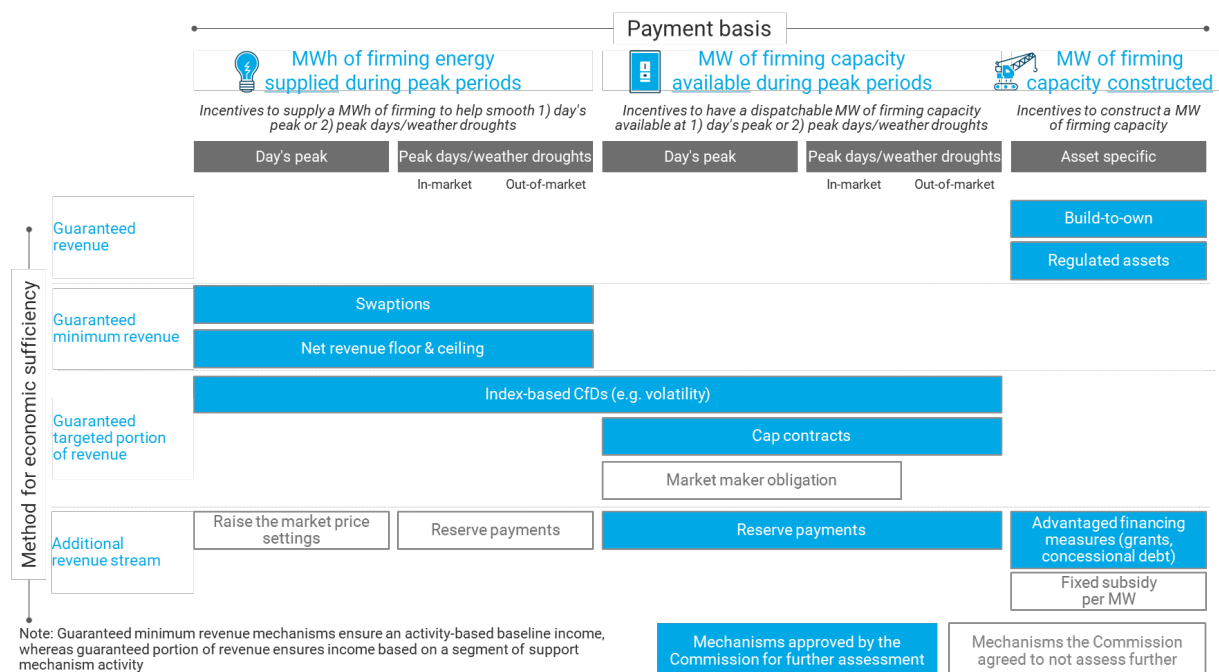 Payment basis
MWh of firming energy
supplied during peak periods
MW of firming capacity
available during peak periods
MW of firming
capacity constructed
Incentives to supply a MWh of firming to help smooth 1) day's
peak or 2) peak days/weather droughts
Incentives to have a dispatchable MW of firming capacity
available at 1) day's peak or 2) peak days/weather droughts
Incentives to construct a MW
of firming capacity
Day's peak
Peak days/weather droughts
Day's peak
Peak days/weather droughts
Asset specific
In-market
Out-of-market
In-market
Out-of-market
Method for economic sufficiency
Guaranteed
revenue
Build-to-own
Regulated assets
Guaranteed
minimum revenue
Swaptions
Net revenue floor & ceiling
Guaranteed
targeted portion
of revenue
Index-based CfDs (e.g. volatility)
Cap contracts
Market maker obligation
Additional
revenue stream
Raise the market price
settings
Reserve payments
Reserve payments
Advantaged financing
measures (grants,
concessional debt)
Fixed subsidy
per MW
Note: Guaranteed minimum revenue mechanisms ensure an activity-based baseline income,
whereas guaranteed portion of revenue ensures income based on a segment of support
mechanism activity
Mechanisms approved by the
Commission for further assessment
Mechanisms the Commission
agreed to not assess further